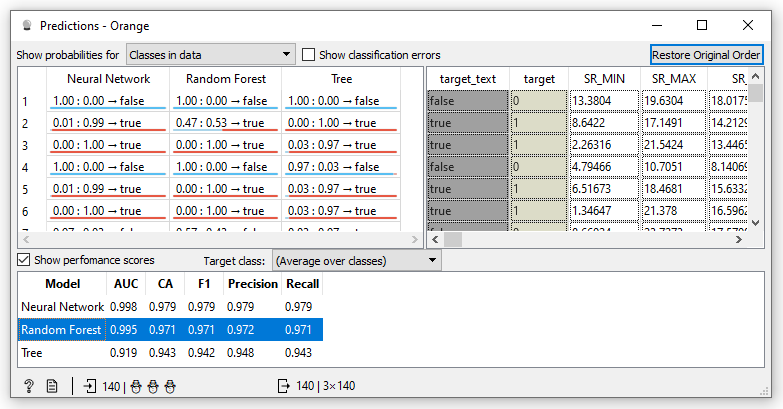 Predictions - Orange
Show probabilities for Classes in data Show classification errors Restore Original Order
Neural Network Random Forest Tree target_text target SR_MIN SR_MAX SR_
1 1.00 : 0.00 → false 1.00 : 0.00 → false 1.00 : 0.00 → false false 0 13.3804 19.6304 18.0175
2 0.01 : 0.99 → true 0.47 : 0.53 → true 0.00 : 1.00 → true true 1 8.6422 17.1491 14.2129
3 0.00 : 1.00 → true 0.00 : 1.00 → true 0.03 : 0.97 → true true 1 2.26316 21.5424 13.4465
4 1.00 : 0.00 → false 1.00 : 0.00 → false 0.97 : 0.03 → false false 0 4.79466 10.7051 8.14069
5 0.01 : 0.99 → true 0.00 : 1.00 → true 0.03 : 0.97 → true true 1 6.51673 18.4681 15.6332
6 0.00 : 1.00 → true 0.00 : 1.00 → true 0.03 : 0.97 → true true 1 1.34647 21.378 16.5962
7
Show perfomance scores Target class: (Average over classes)
Model AUC CA F1 Precision Recall
Neural Network 0.998 0.979 0.979 0.979 0.979
Random Forest 0.995 0.971 0.971 0.972 0.971
Tree 0.919 0.943 0.942 0.948 0.943
? 140 | 140 | 3×140